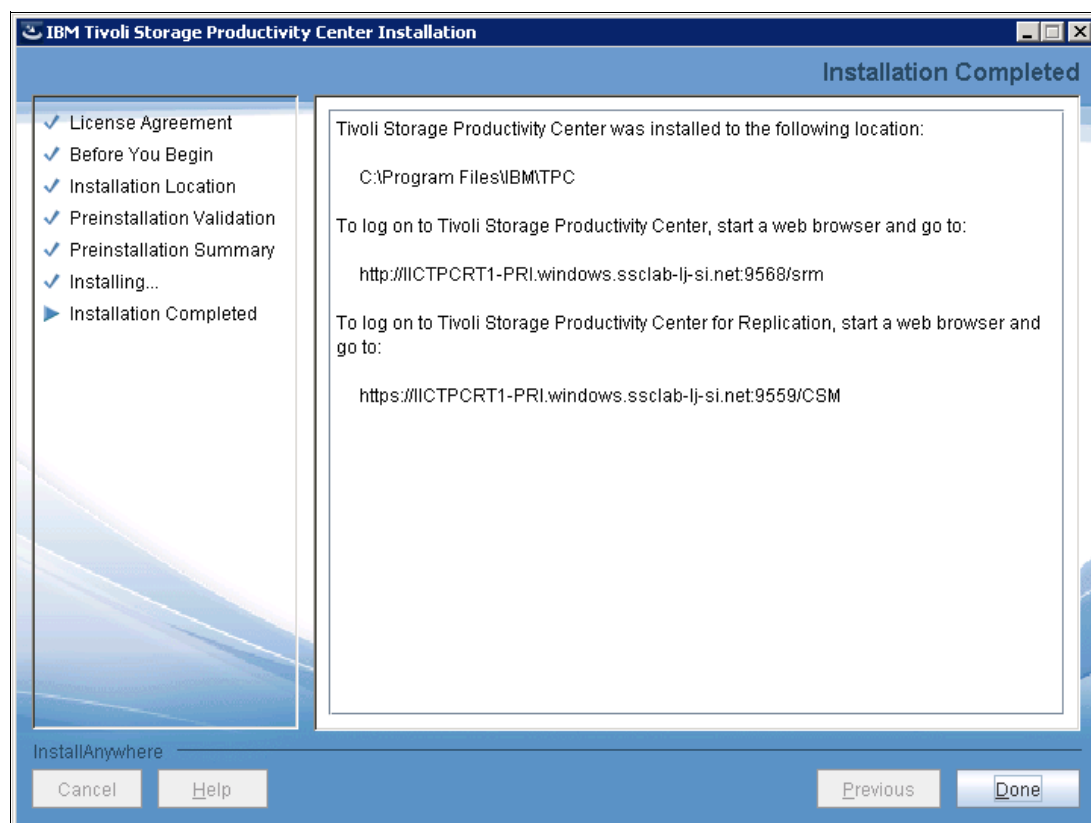 IBM Tivoli Storage Productivity Center Installation
Installation Completed
License Agreement
Before You Begin
Installation Location
Preinstallation Validation
Preinstallation Summary
Installing...
Installation Completed
Tivoli Storage Productivity Center was installed to the following location:
C:\Program Files\IBM\TPC
To log on to Tivoli Storage Productivity Center, start a web browser and go to:
http://IICTPCRT1-PRI.windows.ssclab-lj-si.net:9568/srm
To log on to Tivoli Storage Productivity Center for Replication, start a web browser and
go to:
https://IICTPCRT1-PRI.windows.ssclab-lj-si.net:9559/CSM
InstallAnywhere
Cancel
Help
Previous
Done